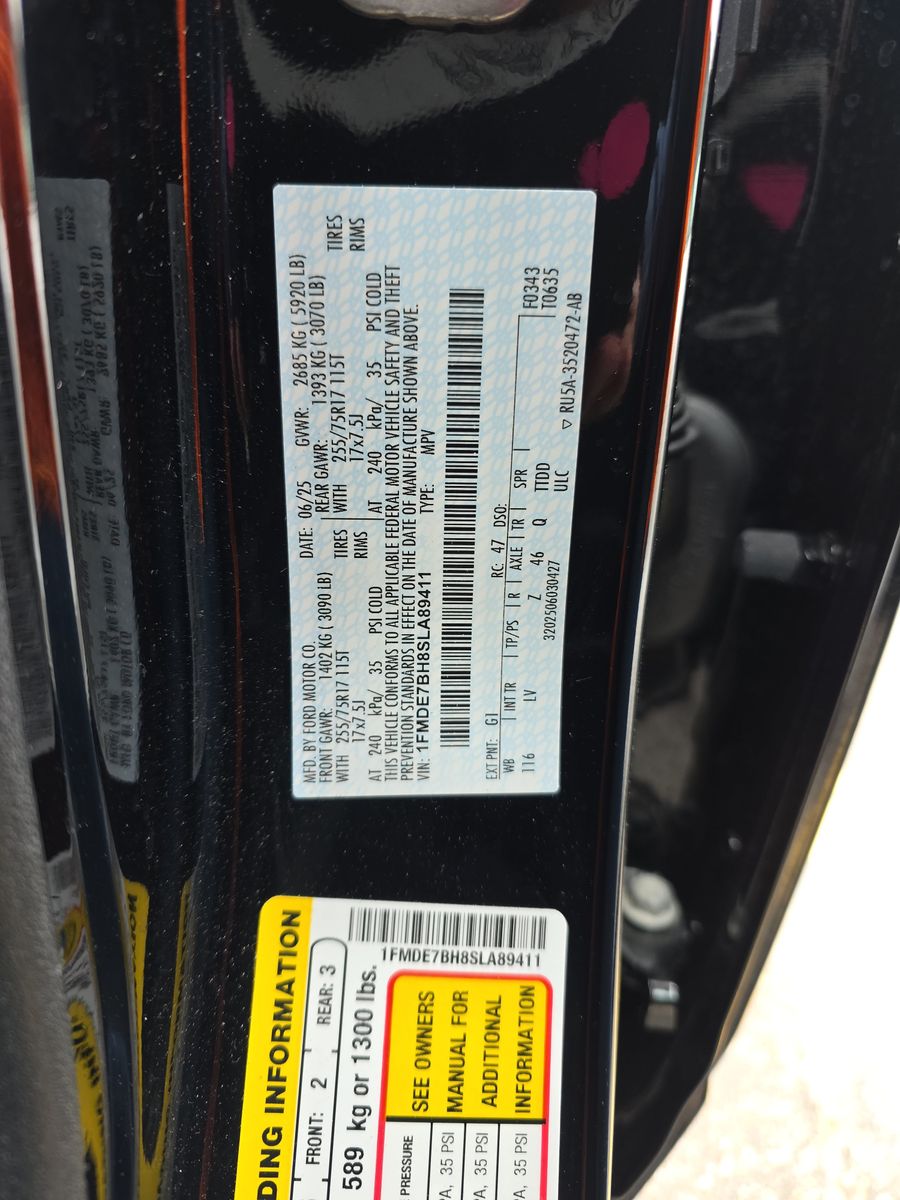 MFD. BY FORD MOTOR CO.
DATE: 06/25 GVWR: 2685 KG ( 5920 LB)
FRONT GAWR: 1402 KG ( 3090 LB) REAR GAWR: 1393 KG ( 3070 LB)
WITH 255/75R17 115T TIRES WITH 255/75R17 115T TIRES
17x7.5J RIMS 17x7.5J RIMS
AT 240 kPa/ 35 PSI COLD AT 240 kPa/ 35 PSI COLD
THIS VEHICLE CONFORMS TO ALL APPLICABLE FEDERAL MOTOR VEHICLE SAFETY AND THEFT
PREVENTION STANDARDS IN EFFECT ON THE DATE OF MANUFACTURE SHOWN ABOVE.
VIN: 1FMDE7BH8SLA89411 TYPE: MPV
EXT PNT: G1 RC: 47 DSO: F0343
WB INT TR TP/PS R AXLE TR SPR T0635
116 LV Z 46 Q TTDD
ULC
3202506030427 ▽ RU5A-3520472-AB
DING INFORMATION
FRONT: 2 REAR: 3
589 kg or 1300 lbs.
1FMDE7BH8SLA89411
PRESSURE
PA, 35 PSI
PA, 35 PSI
PA, 35 PSI
SEE OWNERS
MANUAL FOR
ADDITIONAL
INFORMATION